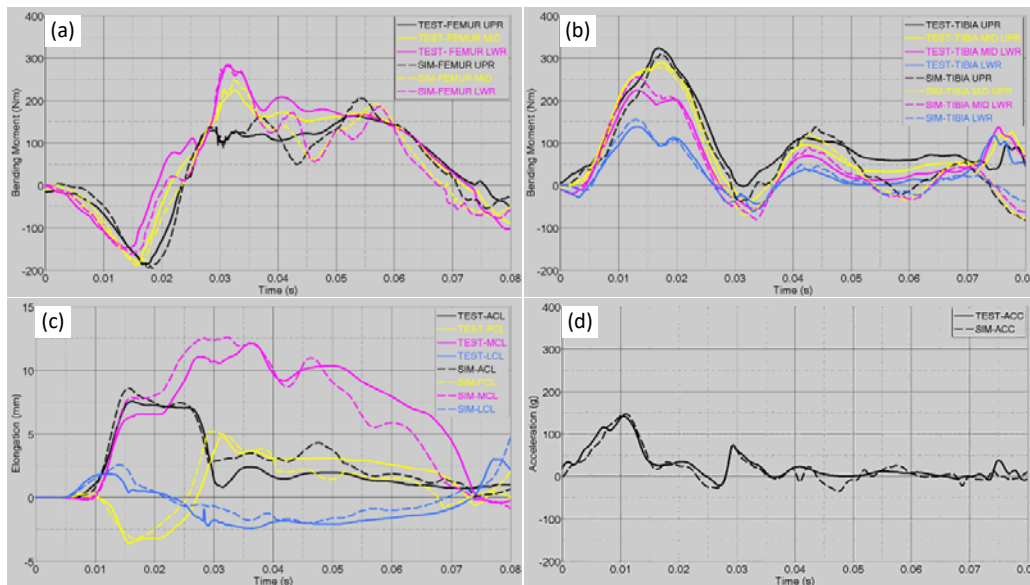 (a)
TEST-FEMUR UPR
TEST-FEMUR MID
TEST- FEMUR LWR
SIM-FEMUR UPR
SIM-FEMUR MID
SIM-FEMUR LWR
400
300
200
100
0
-100
-200
Bending Moment (Nm)
0 0.01 0.02 0.03 0.04 0.05 0.06 0.07 0.08
Time (s)
(b)
TEST-TIBIA UPR
TEST-TIBIA MID UPR
TEST-TIBIA MID LWR
TEST-TIBIA LWR
SIM-TIBIA UPR
SIM-TIBIA MID UPR
SIM-TIBIA MID LWR
SIM-TIBIA LWR
400
300
200
100
0
-100
-200
Bending Moment (Nm)
0 0.01 0.02 0.03 0.04 0.05 0.06 0.07 0.0
Time (s)
(c)
TEST-ACL
TEST-PCL
TEST-MCL
TEST-LCL
SIM-ACL
SIM-PCL
SIM-MCL
SIM-LCL
15
10
5
0
-5
Elongation (mm)
0 0.01 0.02 0.03 0.04 0.05 0.06 0.07 0.08
Time (s)
(d)
TEST-ACC
SIM-ACC
400
300
200
100
0
-100
-200
Acceleration (g)
0 0.01 0.02 0.03 0.04 0.05 0.06 0.07 0.0
Time (s)